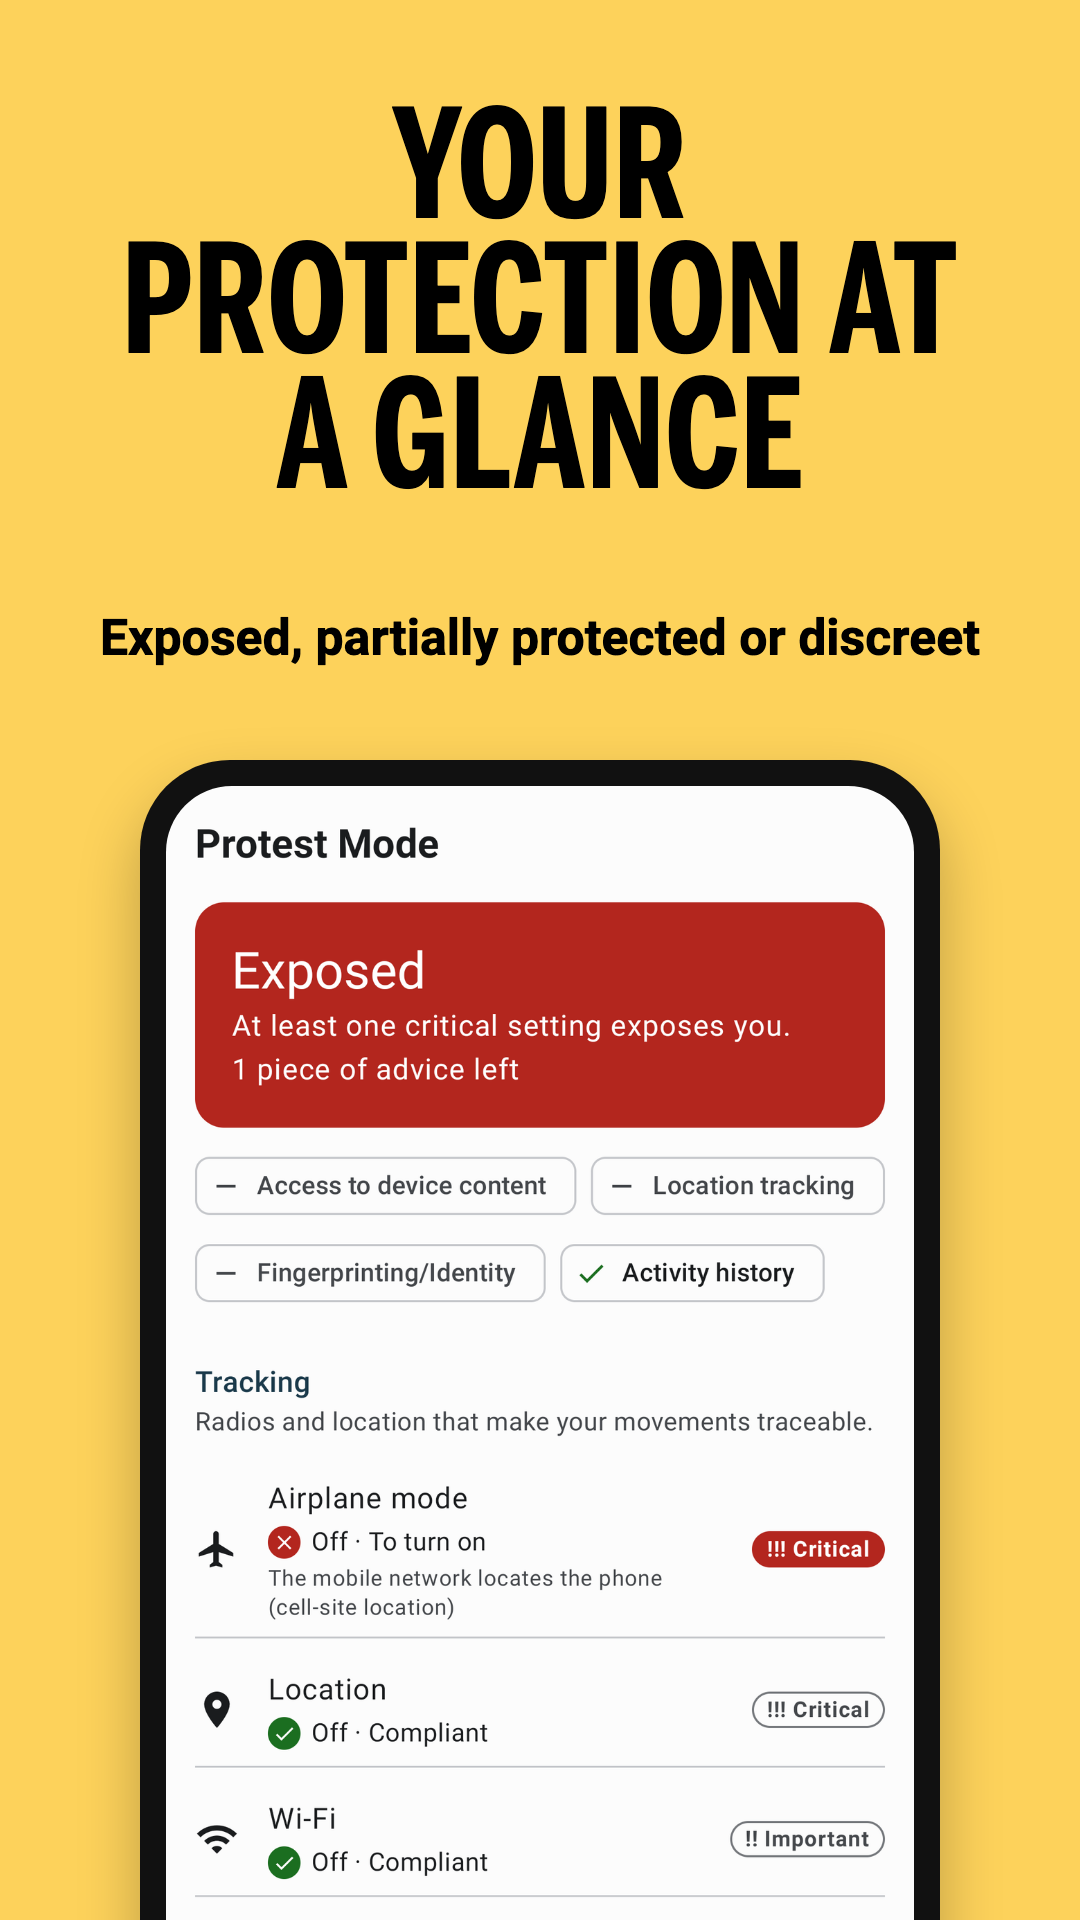 YOUR
PROTECTION AT
A GLANCE
Exposed, partially protected or discreet
Protest Mode
Exposed
At least one critical setting exposes you.
1 piece of advice left
Access to device content
Location tracking
Fingerprinting/Identity
Activity history
Tracking
Radios and location that make your movements traceable.
Airplane mode
Off · To turn on
The mobile network locates the phone
(cell-site location)
!!! Critical
Location
Off · Compliant
!!! Critical
Wi-Fi
Off · Compliant
!! Important